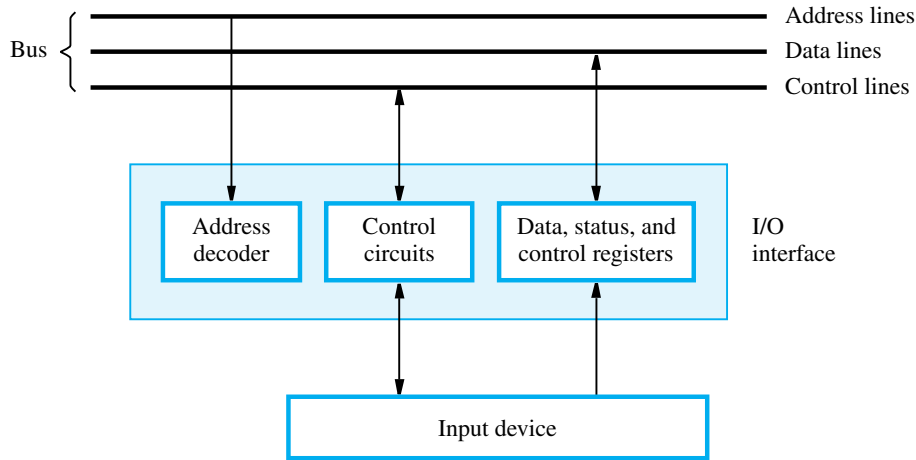 Address lines
Bus
Data lines
Control lines
Address
decoder
Control
circuits
Data, status, and
control registers
I/O
interface
Input device